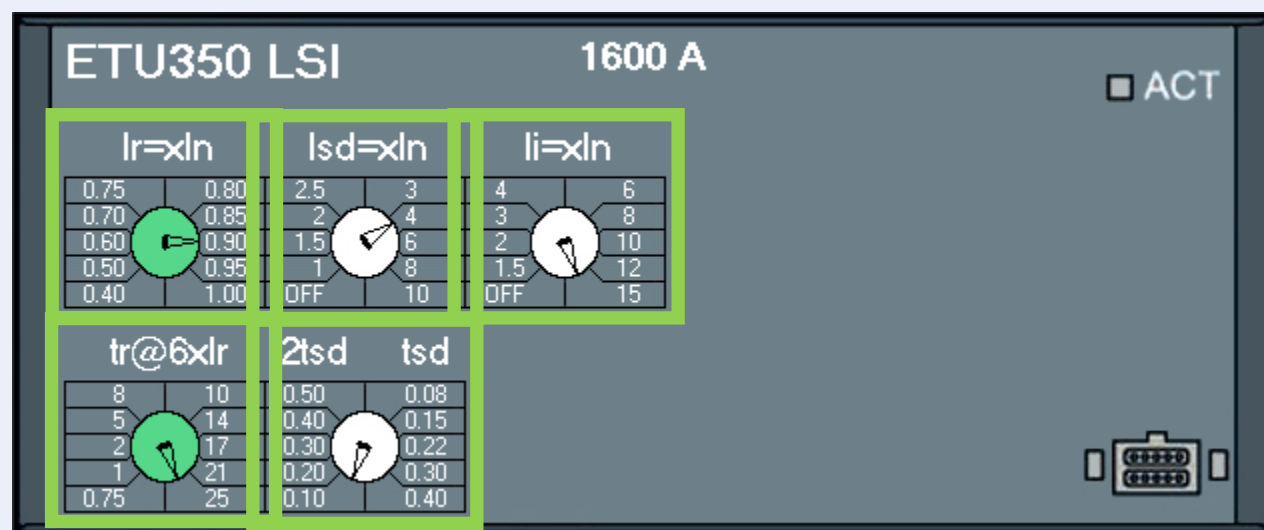 ETU350 LSI 1600 A
ACT
Ir=xIn Isd=xIn Ii=xIn
0.75 0.80 2.5 3 4 6
0.70 0.85 2 4 3 8
0.60 0.90 1.5 6 2 10
0.50 0.95 1 8 1.5 12
0.40 1.00 OFF 10 OFF 15
tr@6xIr 2tsd tsd
8 10 0.50 0.08
5 14 0.40 0.15
2 17 0.30 0.22
1 21 0.20 0.30
0.75 25 0.10 0.40